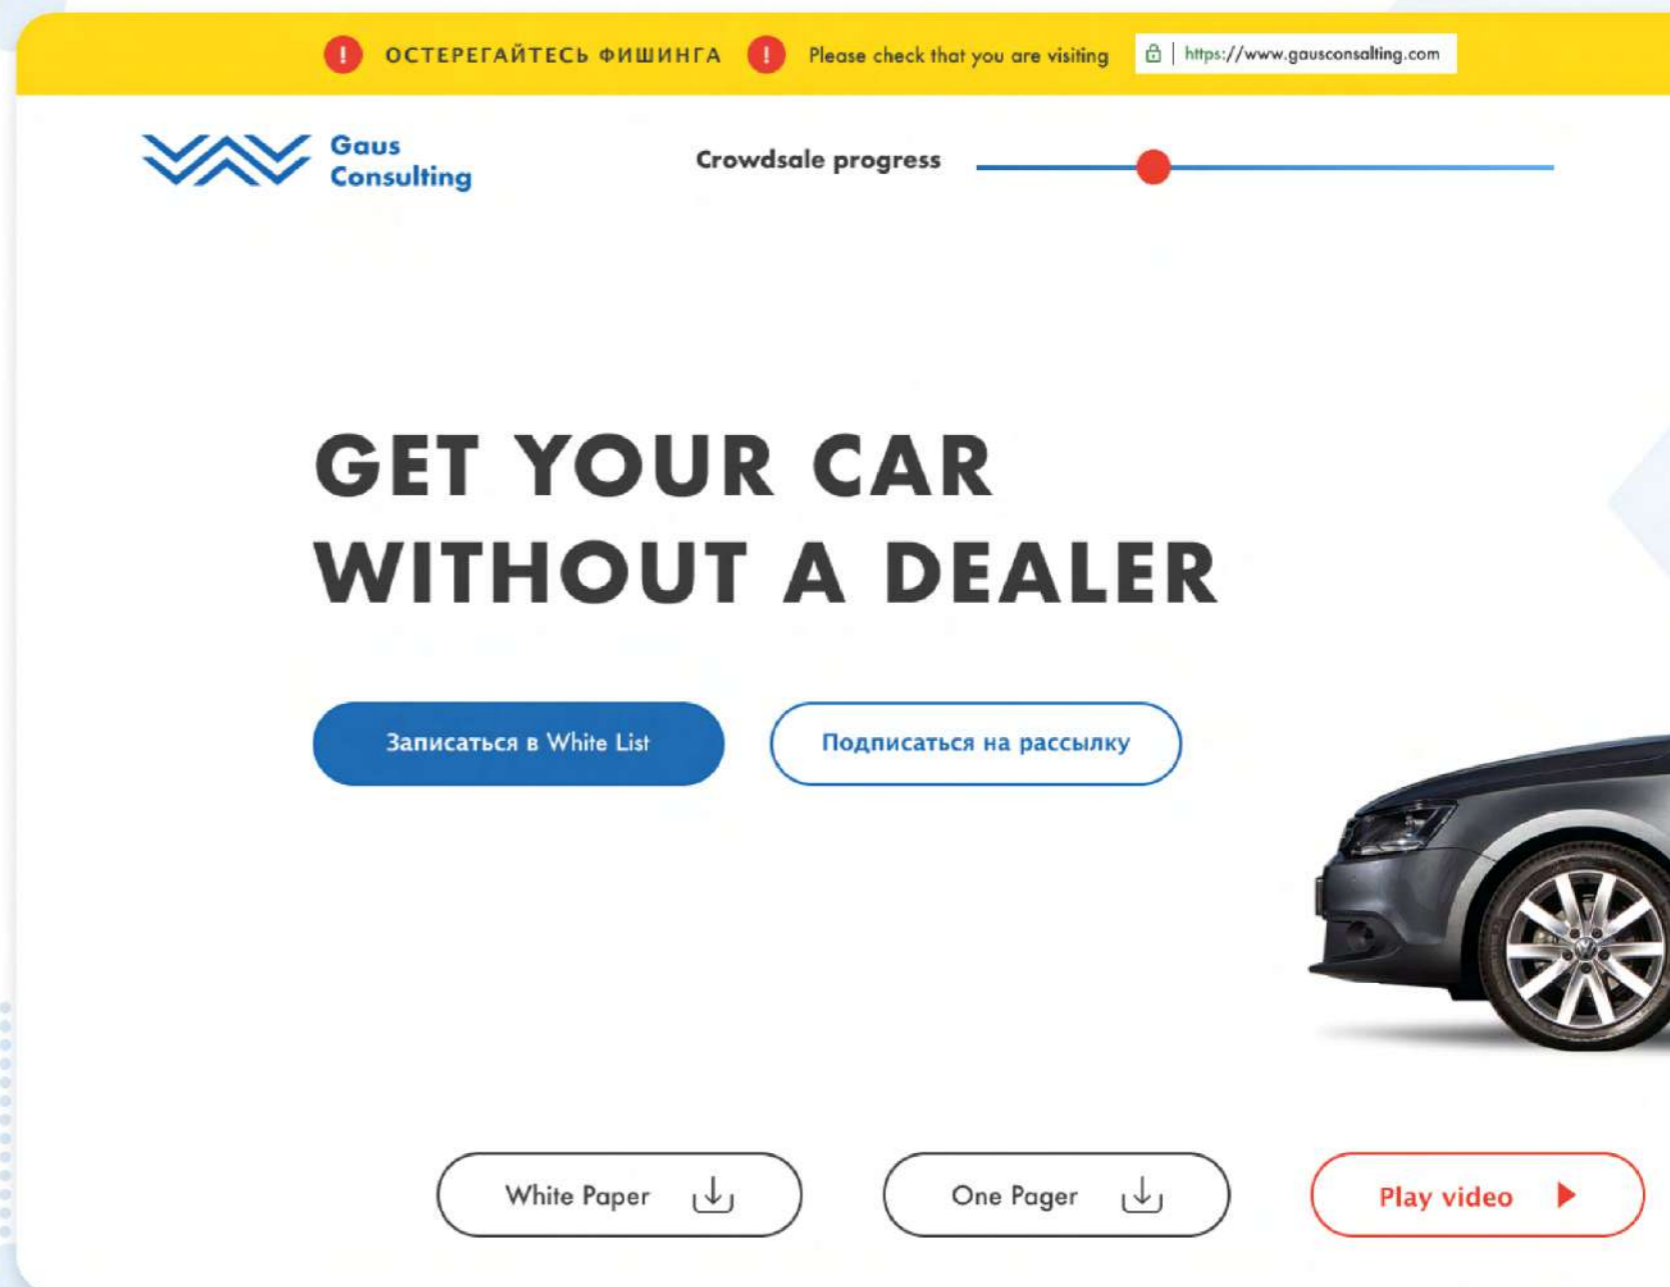 ! ОСТЕРЕГАЙТЕСЬ ФИШИНГА ! Please check that you are visiting https://www.gausconsalting.com
Gaus
Consulting
Crowdsale progress
GET YOUR CAR
WITHOUT A DEALER
Записаться в White List
Подписаться на рассылку
White Paper
One Pager
Play video